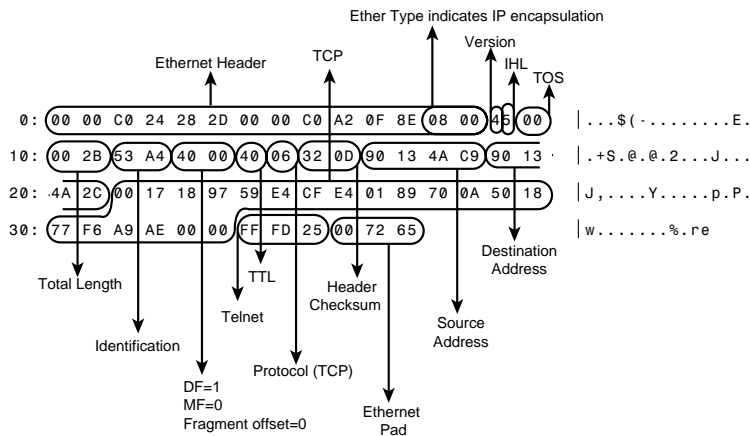 Ether Type indicates IP encapsulation
Version
Ethernet Header
TCP
IHL
TOS
0: 00 00 C0 24 28 2D 00 00 C0 A2 0F 8E 08 00 45 00 |...$(-........E.
10: 00 2B 53 A4 40 00 40 06 32 0D 90 13 4A C9 90 13 |.+S.@.@.2...J...
20: 4A 2C 00 17 18 97 59 E4 CF E4 01 89 70 0A 50 18 |J,....Y.....p.P.
30: 77 F6 A9 AE 00 00 FF FD 25 00 72 65 |w.......%.re
Total Length
Telnet
TTL
Header
Checksum
Destination
Address
Identification
Source
Address
DF=1
MF=0
Fragment offset=0
Protocol (TCP)
Ethernet
Pad